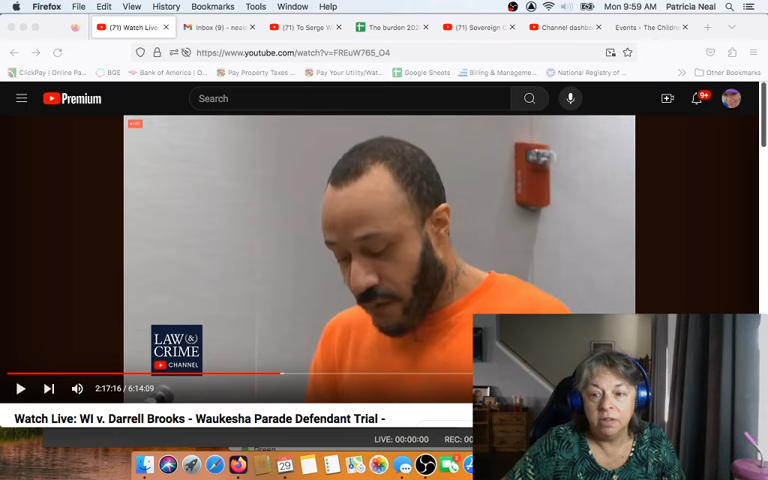 Firefox File Edit View History Bookmarks Tools Window Help Mon 9:59 AM Patricia Neal
(71) Watch Live: Inbox (9) - neal (71) To Serge W The burden 202 (71) Sovereign C Channel dashbo Events - The Childre
https://www.youtube.com/watch?v=FREuW765_O4
ClickPay | Online Pa... BGE Bank of America | O... Pay Property Taxes ... Pay Your Utility/Wat... Google Sheets Billing & Manageme... National Registry of ... Other Bookmarks
Premium Search 9+
LIVE
LAW &
CRIME
CHANNEL
2:17:16 / 6:14:09
Watch Live: WI v. Darrell Brooks - Waukesha Parade Defendant Trial -
LIVE: 00:00:00 REC: 00
29